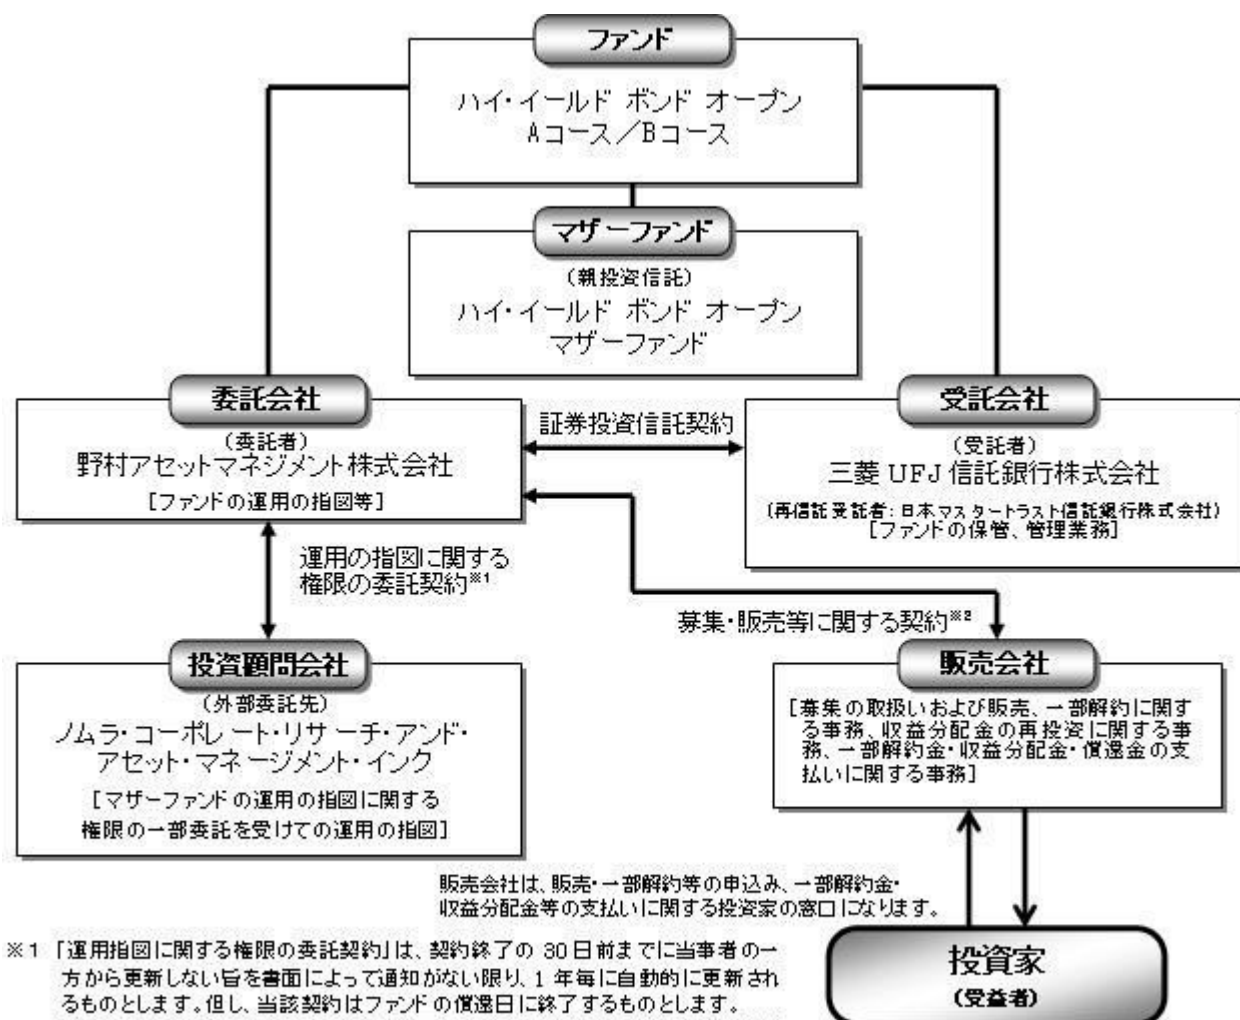 ファンド
ハイ・イールド ボンド オープン
Aコース／Bコース
マザーファンド
(親投資信託)
ハイ・イールド ボンド オープン
マザーファンド
委託会社
(委託者)
野村アセットマネジメント株式会社
[ファンドの運用の指図等]
証券投資信託契約
受託会社
(受託者)
三菱UFJ信託銀行株式会社
(再信託受託者:日本マスタートラスト信託銀行株式会社)
[ファンドの保管、管理業務]
運用の指図に関する
権限の委託契約※1
募集・販売等に関する契約※2
投資顧問会社
(外部委託先)
ノムラ・コーポレート・リサーチ・アンド・
アセット・マネージメント・インク
[マザーファンドの運用の指図に関する
権限の一部委託を受けての運用の指図]
販売会社
[募集の取扱いおよび販売、一部解約に関す
る事務、収益分配金の再投資に関する事
務、一部解約金・収益分配金・償還金の支
払いに関する事務]
販売会社は、販売・一部解約等の申込み、一部解約金・
収益分配金等の支払いに関する投資家の窓口になります。
投資家
(受益者)
※1 「運用指図に関する権限の委託契約」は、契約終了の30日前までに当事者の一
方から更新しない旨を書面によって通知がない限り、1年毎に自動的に更新され
るものとします。但し、当該契約はファンドの償還日に終了するものとします。